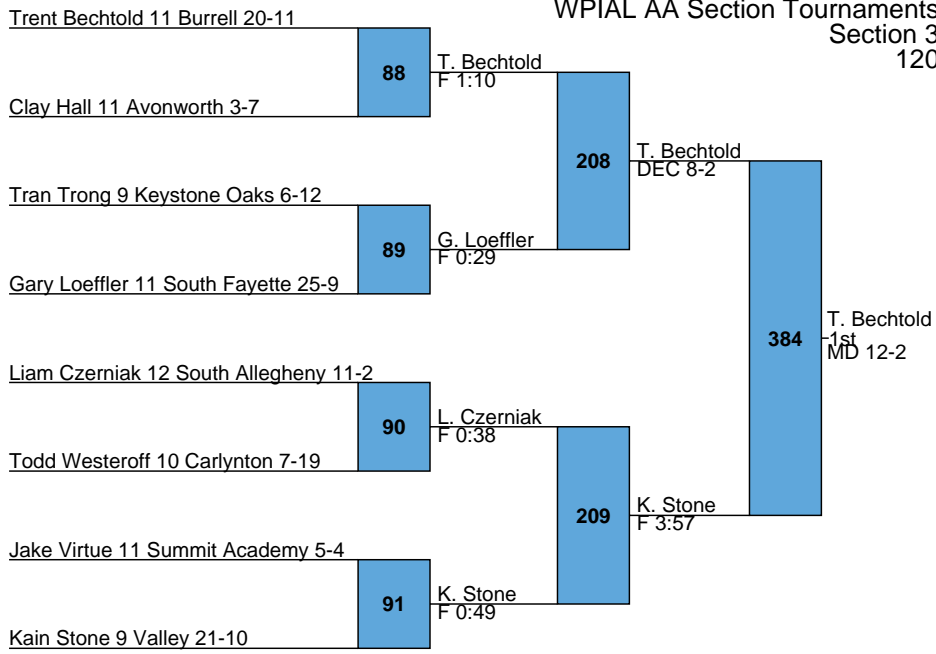 WPIAL AA Section Tournaments
Section 3
120
Trent Bechtold 11 Burrell 20-11
88
T. Bechtold
F 1:10
Clay Hall 11 Avonworth 3-7
208
T. Bechtold
DEC 8-2
Tran Trong 9 Keystone Oaks 6-12
89
G. Loeffler
F 0:29
Gary Loeffler 11 South Fayette 25-9
384
T. Bechtold
1st
MD 12-2
Liam Czerniak 12 South Allegheny 11-2
90
L. Czerniak
F 0:38
Todd Westeroff 10 Carlynton 7-19
209
K. Stone
F 3:57
Jake Virtue 11 Summit Academy 5-4
91
K. Stone
F 0:49
Kain Stone 9 Valley 21-10